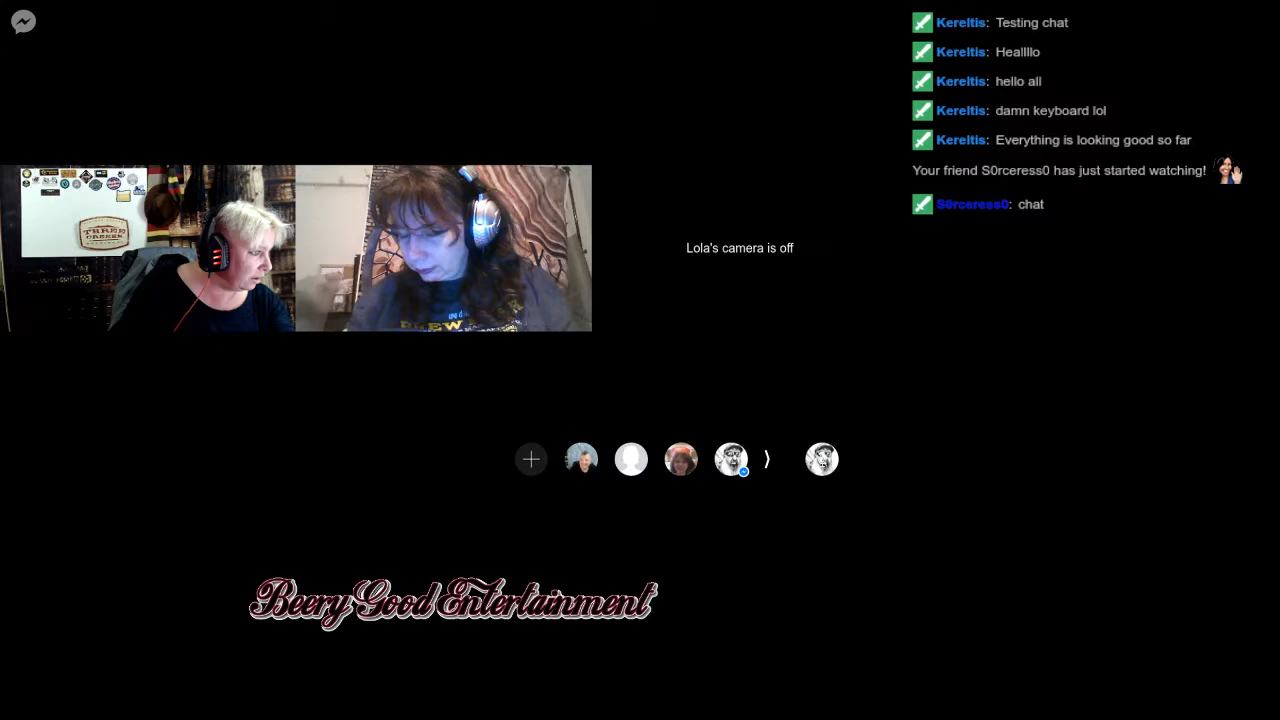 Kereltis: Testing chat
Kereltis: Heallllo
Kereltis: hello all
Kereltis: damn keyboard lol
Kereltis: Everything is looking good so far
Your friend S0rceress0 has just started watching!
S0rceress0: chat
THREE
CREEKS
BREW
Lola's camera is off
Beery Good Entertainment